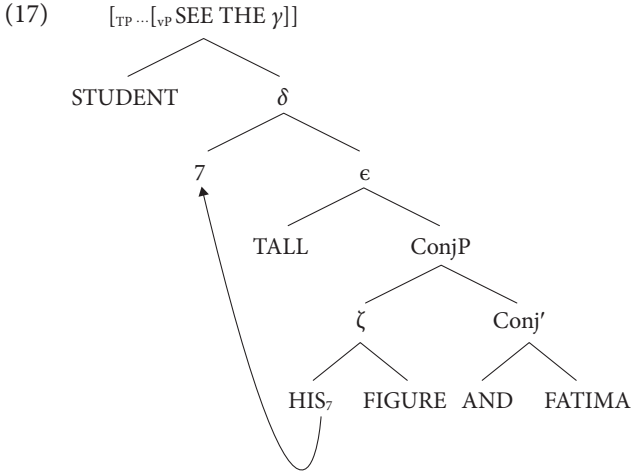 (17) [TP ...[vP SEE THE γ]]
STUDENT δ
7 ϵ
TALL ConjP
ζ Conj′
HIS7 FIGURE AND FATIMA